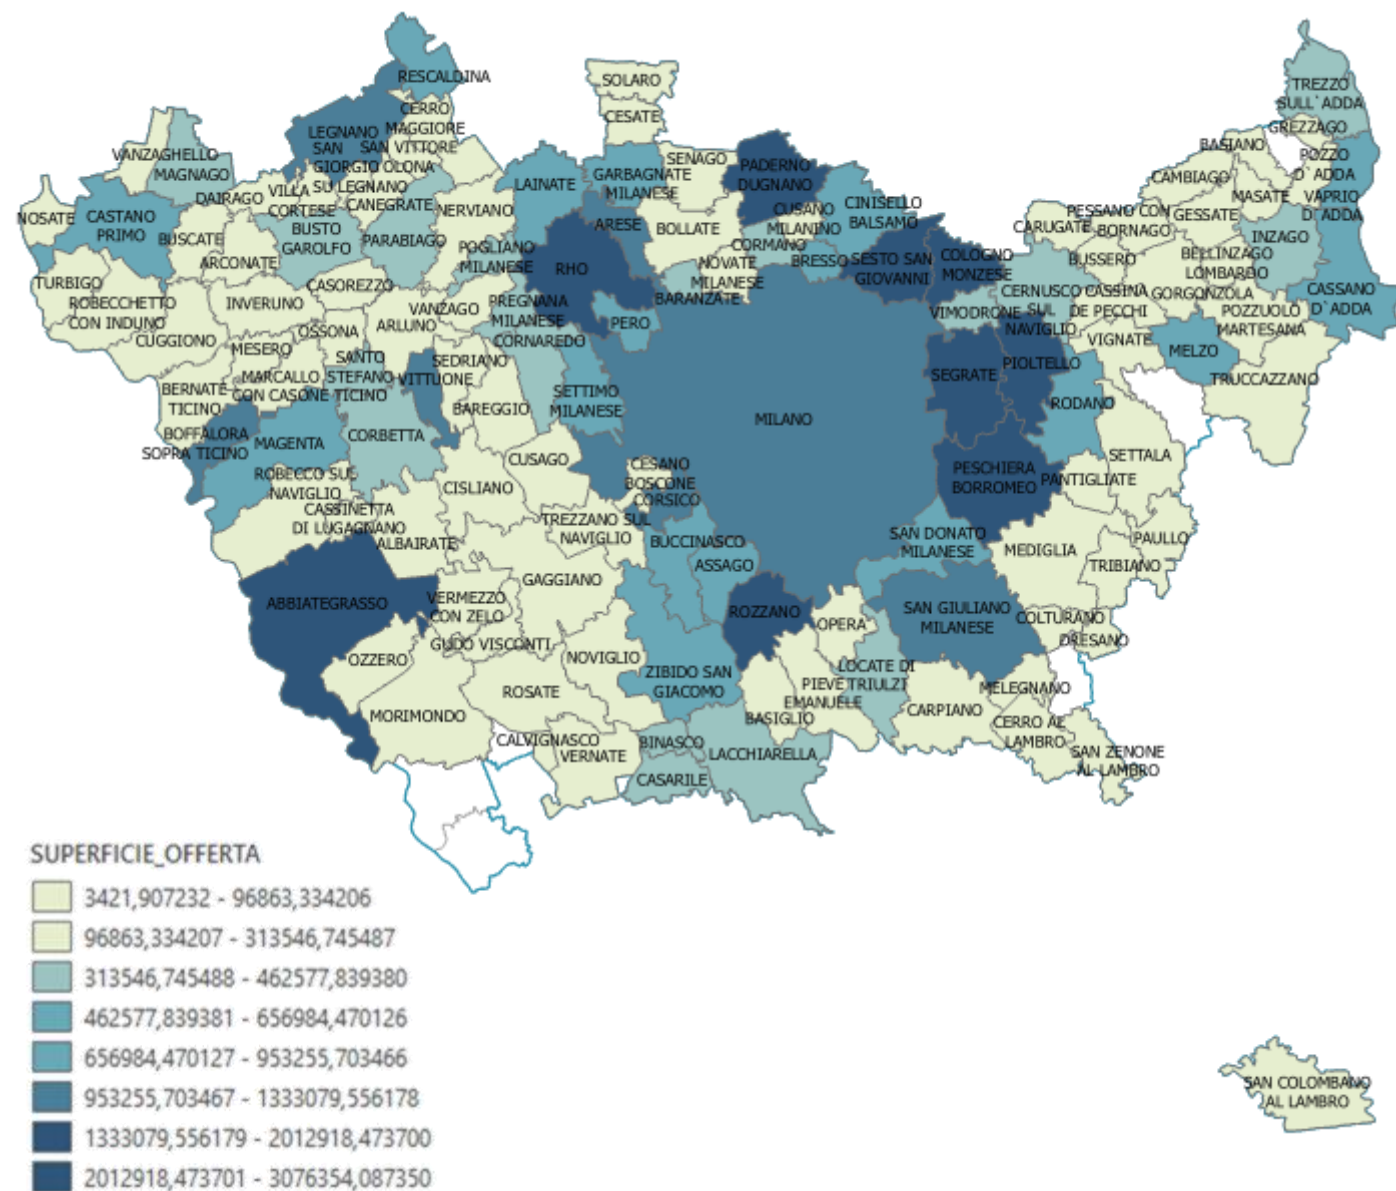 RESCALDINA
SOLARO
CESATE
TREZZO
SULL`ADDA
CERRO
MAGGIORE
LEGNANO
SAN
GIORGIO
SU LEGNANO
SAN VITTORE
OLONA
GREZZAGO
BASIANO
POZZO
D`ADDA
VANZAGHELLO
MAGNAGO
SENAGO
PADERNO
DUGNANO
GARBAGNATE
MILANESE
LAINATE
CAMBIAGO
MASATE
VAPRIO
D`ADDA
DAIRAGO
VILLA
CORTESE
CANEGRATE
NERVIANO
NOSATE
CASTANO
PRIMO
BUSCATE
BUSTO
GAROLFO
PARABIAGO
ARESE
BOLLATE
CUSANO
MILANINO
CINISELLO
BALSAMO
CARUGATE
PESSANO CON
BORNAGO
GESSATE
INZAGO
ARCONATE
POGLIANO
MILANESE
RHO
CORMANO
BRESSO
NOVATE
MILANESE
SESTO SAN
GIOVANNI
COLOGNO
MONZESE
BUSSERO
BELLINZAGO
LOMBARDO
TURBIGO
ROBECCHETTO
CON INDUNO
CASOREZZO
INVERUNO
VANZAGO
PREGNANA
MILANESE
BARANZATE
CERNUSCO
SUL
NAVIGLIO
VIMODRONE
CASSINA
DE PECCHI
GORGONZOLA
CASSANO
D`ADDA
POZZUOLO
MARTESANA
CUGGIONO
OSSONA
ARLUNO
PERO
CORNAREDO
VIGNATE
MELZO
MESERO
SANTO
STEFANO
TICINO
SEDRIANO
VITTUONE
MARCALLO
CON CASONE
BERNATE
TICINO
SETTIMO
MILANESE
SEGRATE
PIOLTELLO
TRUCCAZZANO
BAREGGIO
RODANO
MILANO
BOFFALORA
SOPRA TICINO
MAGENTA
CORBETTA
SETTALA
CUSAGO
CESANO
BOSCONE
CORSICO
PESCHIERA
BORROMEO
PANTIGLIATE
ROBECCO SUL
NAVIGLIO
CISLIANO
CASSINETTA
DI LUGAGNANO
TREZZANO SUL
NAVIGLIO
SAN DONATO
MILANESE
PAULLO
ALBAIRATE
BUCCINASCO
ASSAGO
MEDIGLIA
TRIBIANO
GAGGIANO
ABBIATEGRASSO
VERMEZZO
CON ZELO
ROZZANO
SAN GIULIANO
MILANESE
OPERA
COLTURANO
DRESANO
GUDO VISCONTI
OZZERO
NOVIGLIO
ZIBIDO SAN
GIACOMO
LOCATE DI
TRIULZI
PIEVE
EMANUELE
MELEGNANO
ROSATE
MORIMONDO
BASIGLIO
CARPIANO
CERRO AL
LAMBRO
CALVIGNASCO
VERNATE
BINASCO
LACCHIARELLA
SAN ZENONE
AL LAMBRO
CASARILE
SAN COLOMBANO
AL LAMBRO
SUPERFICIE_OFFERTA
3421,907232 - 96863,334206
96863,334207 - 313546,745487
313546,745488 - 462577,839380
462577,839381 - 656984,470126
656984,470127 - 953255,703466
953255,703467 - 1333079,556178
1333079,556179 - 2012918,473700
2012918,473701 - 3076354,087350